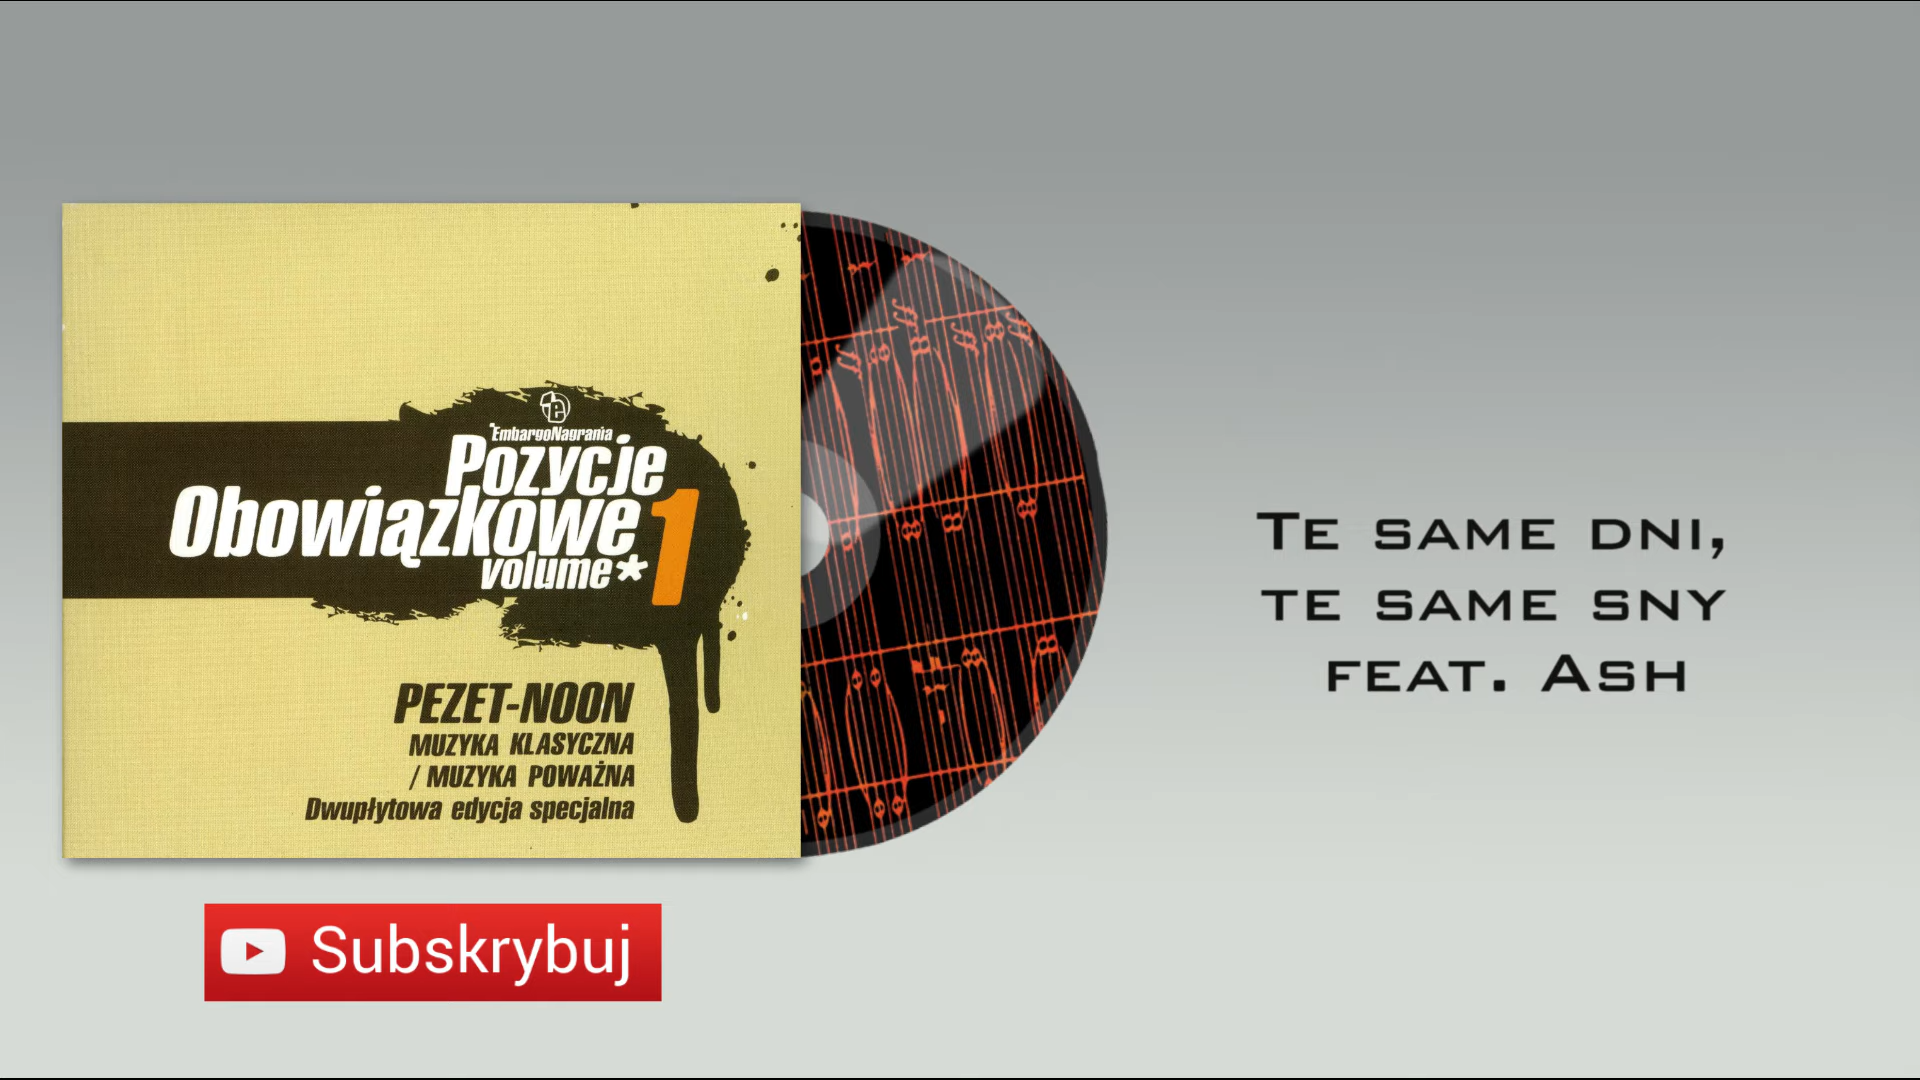 *EmbargoNagrania
Pozycje
Obowiązkowe
volume*1
PEZET-NOON
MUZYKA KLASYCZNA
/ MUZYKA POWAŻNA
Dwupłytowa edycja specjalna
Subskrybuj
TE SAME DNI,
TE SAME SNY
FEAT. ASH